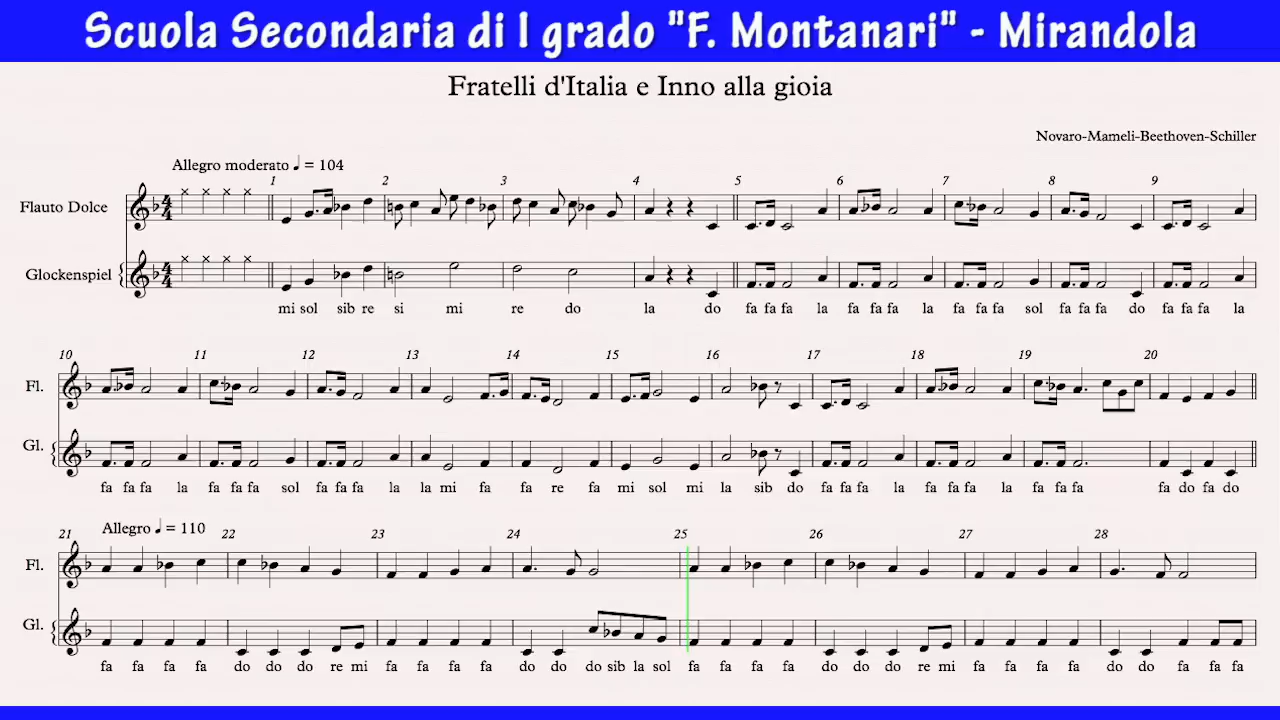 Scuola Secondaria di I grado "F. Montanari" - Mirandola
Fratelli d'Italia e Inno alla gioia
Novaro-Mameli-Beethoven-Schiller
Allegro moderato ♩ = 104
1 2 3 4 5 6 7 8 9
Flauto Dolce
Glockenspiel
mi sol sib re si mi re do la do fa fa fa la fa fa fa la fa fa fa sol fa fa fa do fa fa fa la
10 11 12 13 14 15 16 17 18 19 20
Fl.
Gl.
fa fa fa la fa fa fa sol fa fa fa la la mi fa fa re fa mi sol mi la sib do fa fa fa la fa fa fa la fa fa fa fa do fa do
21 Allegro ♩ = 110 22 23 24 25 26 27 28
Fl.
Gl.
fa fa fa fa do do do re mi fa fa fa fa do do do sib la sol fa fa fa fa do do do re mi fa fa fa fa do do fa fa fa